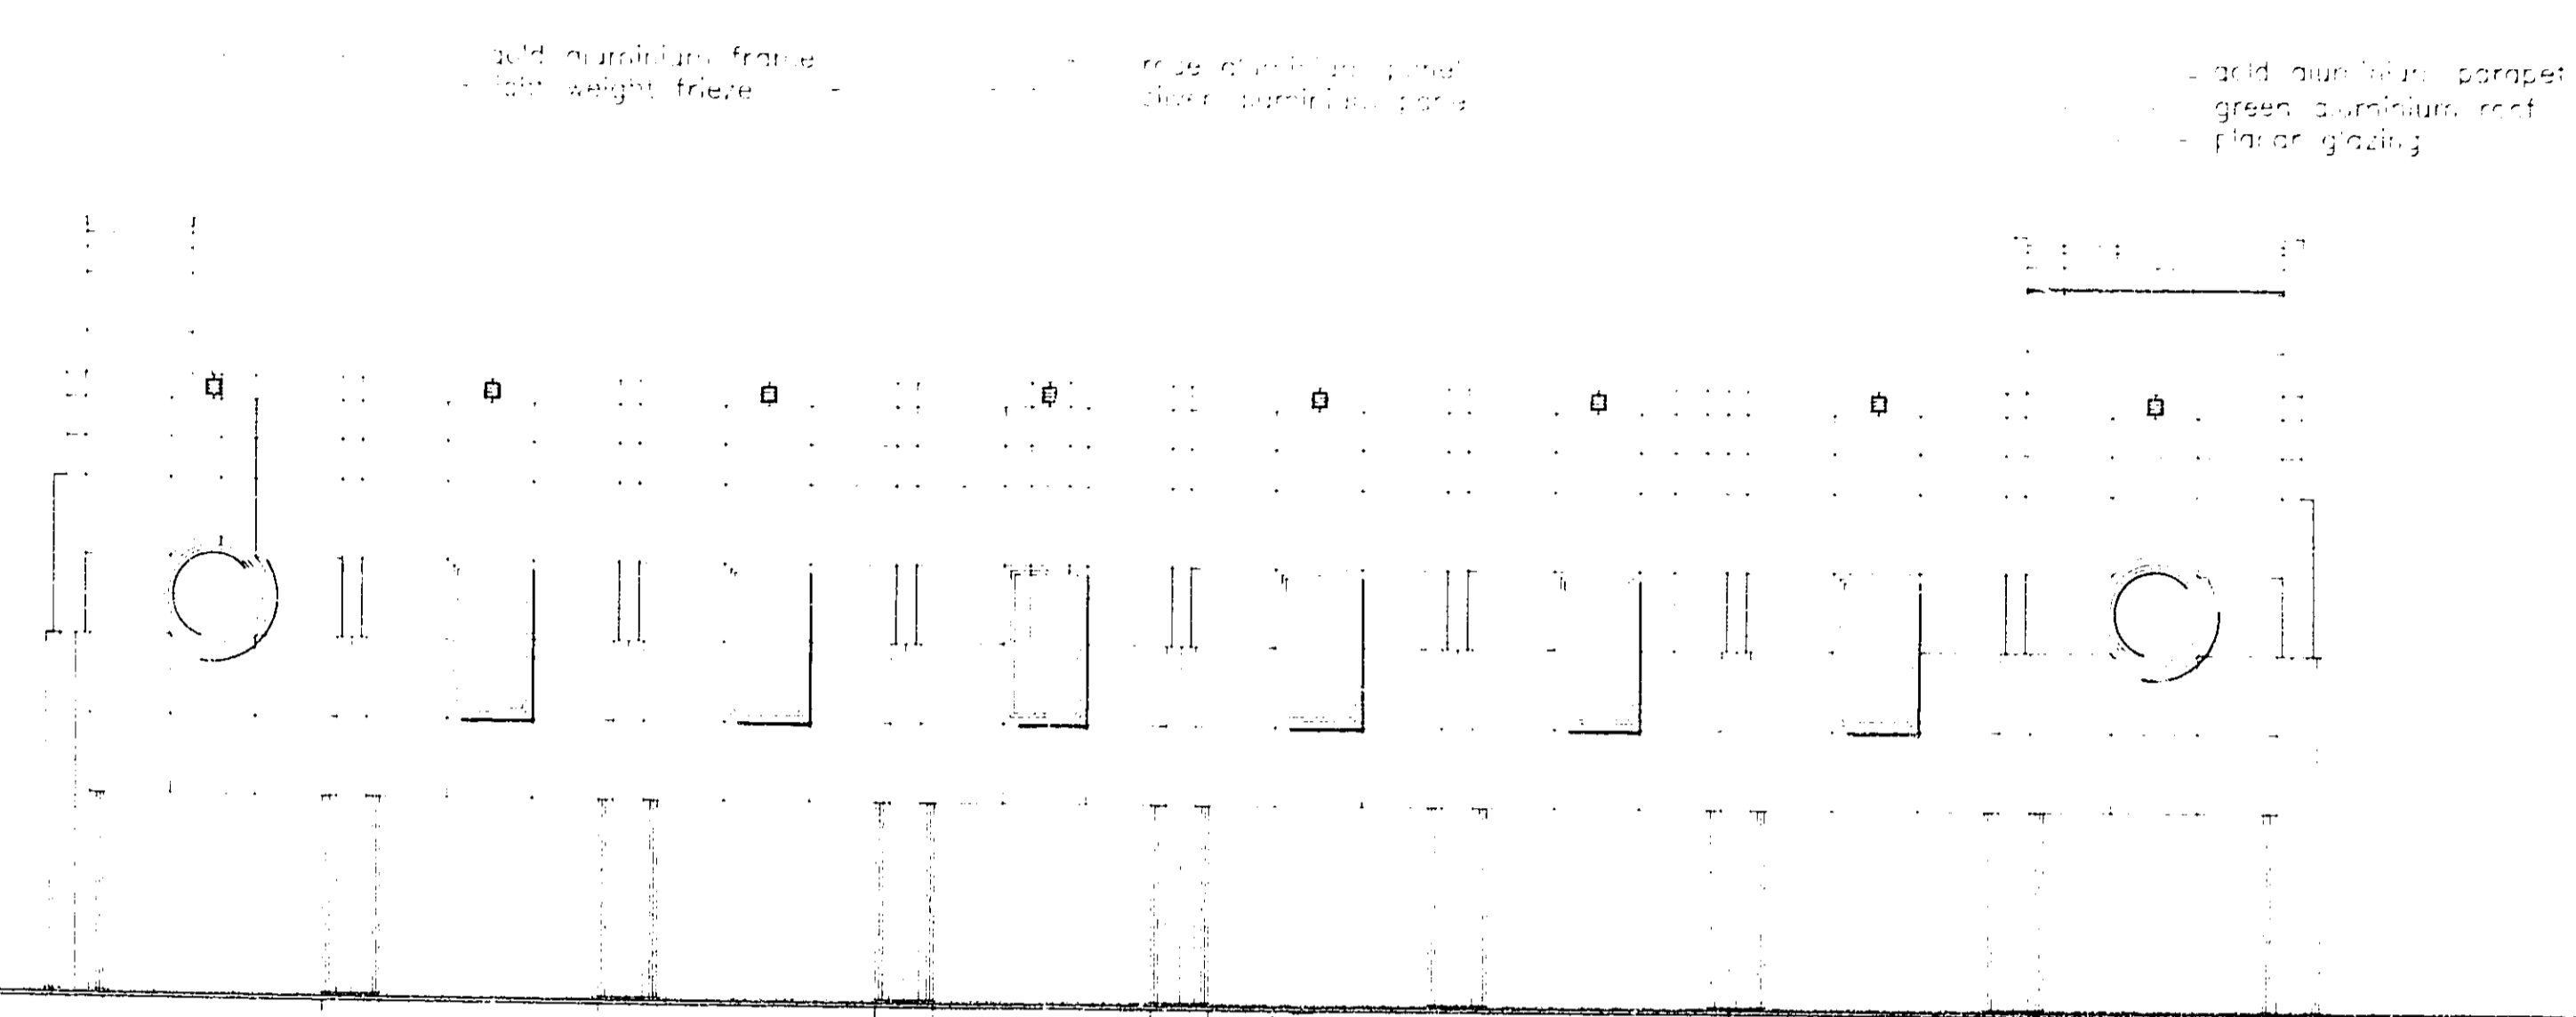 gold aluminium frame
light weight frieze
rose aluminium panel
silver aluminium panel
gold aluminium parapet
green aluminium roof
planar glazing